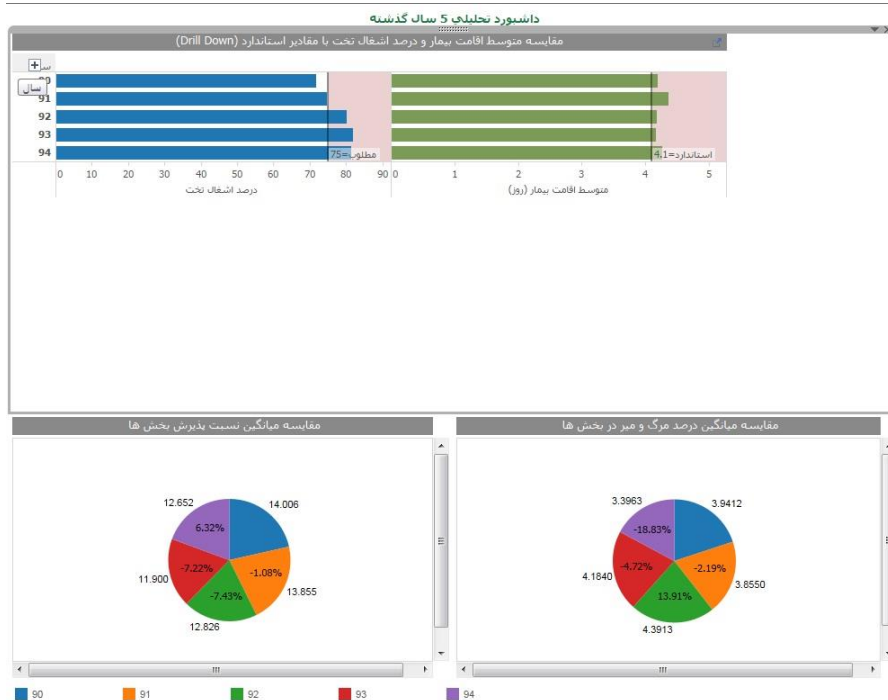 داشبورد تحلیلی 5 سال گذشته
مقایسه متوسط اقامت بیمار و درصد اشغال تخت با مقادیر استاندارد (Drill Down)
سال
90
91
92
93
94
مطلوب=75
استاندارد=4.1
0 10 20 30 40 50 60 70 80 90
0 1 2 3 4 5
درصد اشغال تخت
متوسط اقامت بیمار (روز)
مقایسه میانگین نسبت پذیرش بخش ها
12.652
14.006
6.32%
-7.22%
-1.08%
11.900
13.855
-7.43%
12.826
مقایسه میانگین درصد مرگ و میر در بخش ها
3.3963
3.9412
-18.83%
-4.72%
-2.19%
4.1840
3.8550
13.91%
4.3913
90 91 92 93 94